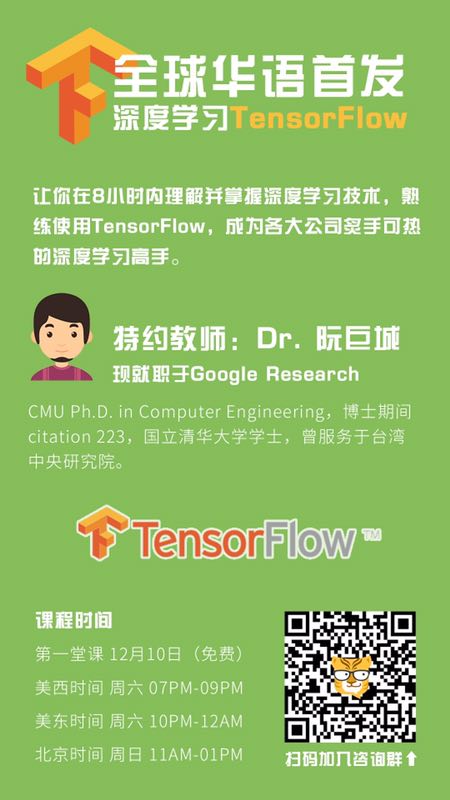 全球华语首发
深度学习TensorFlow
让你在8小时内理解并掌握深度学习技术，熟
练使用TensorFlow，成为各大公司炙手可热
的深度学习高手。
特约教师：Dr. 阮巨城
现就职于Google Research
CMU Ph.D. in Computer Engineering，博士期间
citation 223，国立清华大学学士，曾服务于台湾
中央研究院。
TensorFlow™
课程时间
第一堂课 12月10日（免费）
美西时间 周六 07PM-09PM
美东时间 周六 10PM-12AM
北京时间 周日 11AM-01PM
扫码加入咨询群⬆